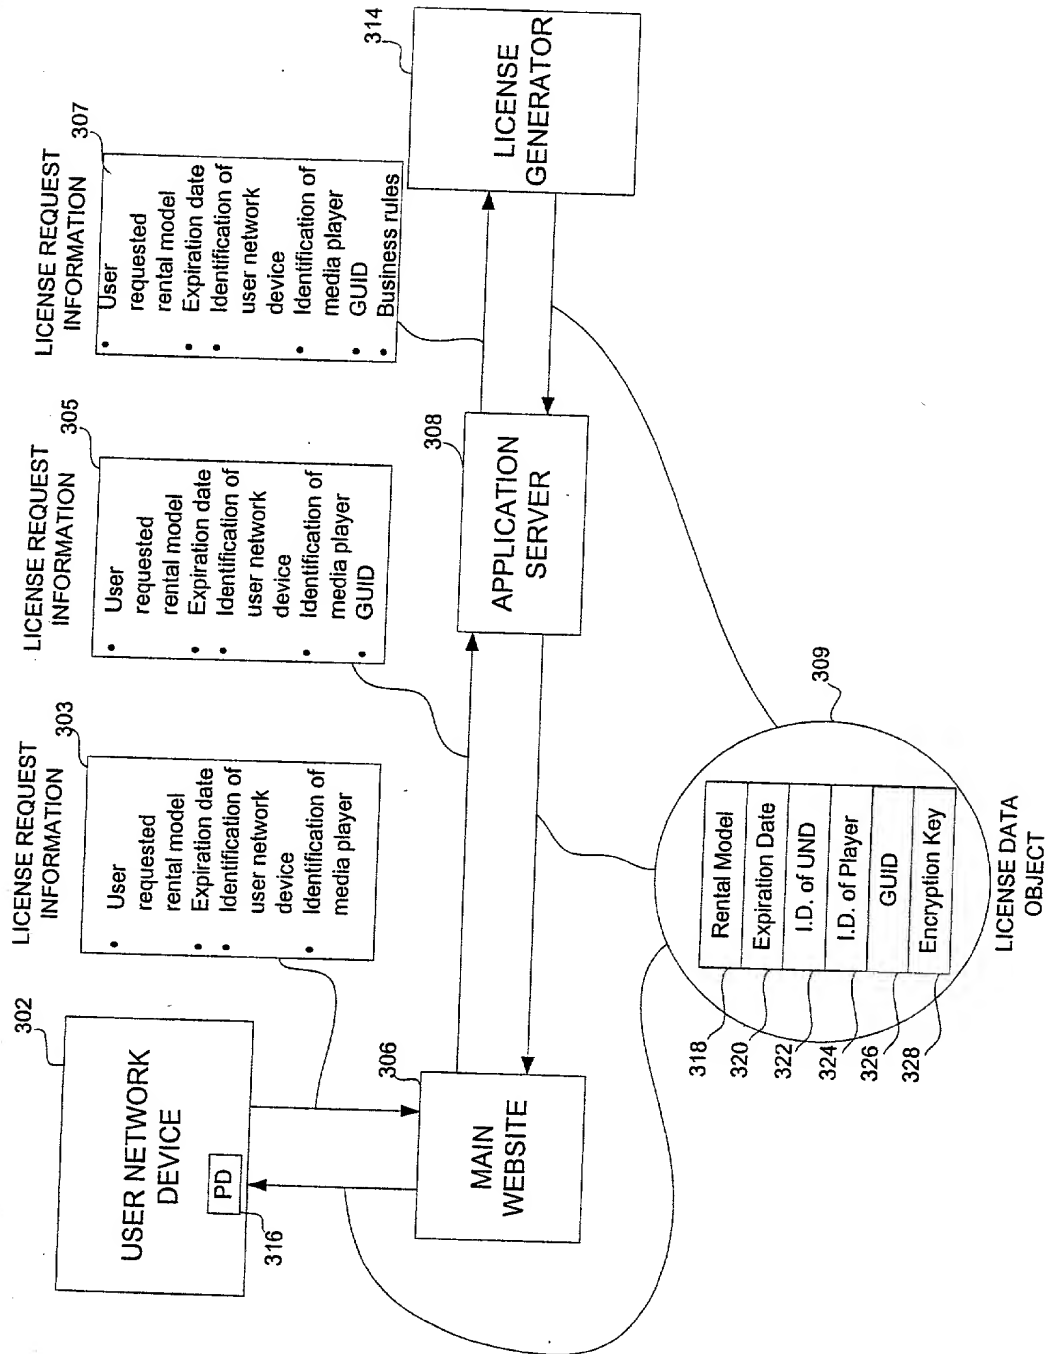 LICENSE REQUEST
INFORMATION
303
• User
requested
rental model
• Expiration date
• Identification of
user network
device
• Identification of
media player
LICENSE REQUEST
INFORMATION
305
• User
requested
rental model
• Expiration date
• Identification of
user network
device
• Identification of
media player
• GUID
LICENSE REQUEST
INFORMATION
307
• User
requested
rental model
• Expiration date
• Identification of
user network
device
• Identification of
media player
• GUID
• Business rules
302
USER NETWORK
DEVICE
PD
316
306
MAIN
WEBSITE
308
APPLICATION
SERVER
314
LICENSE
GENERATOR
309
318
Rental Model
320
Expiration Date
322
I.D. of UND
324
I.D. of Player
326
GUID
328
Encryption Key
LICENSE DATA
OBJECT